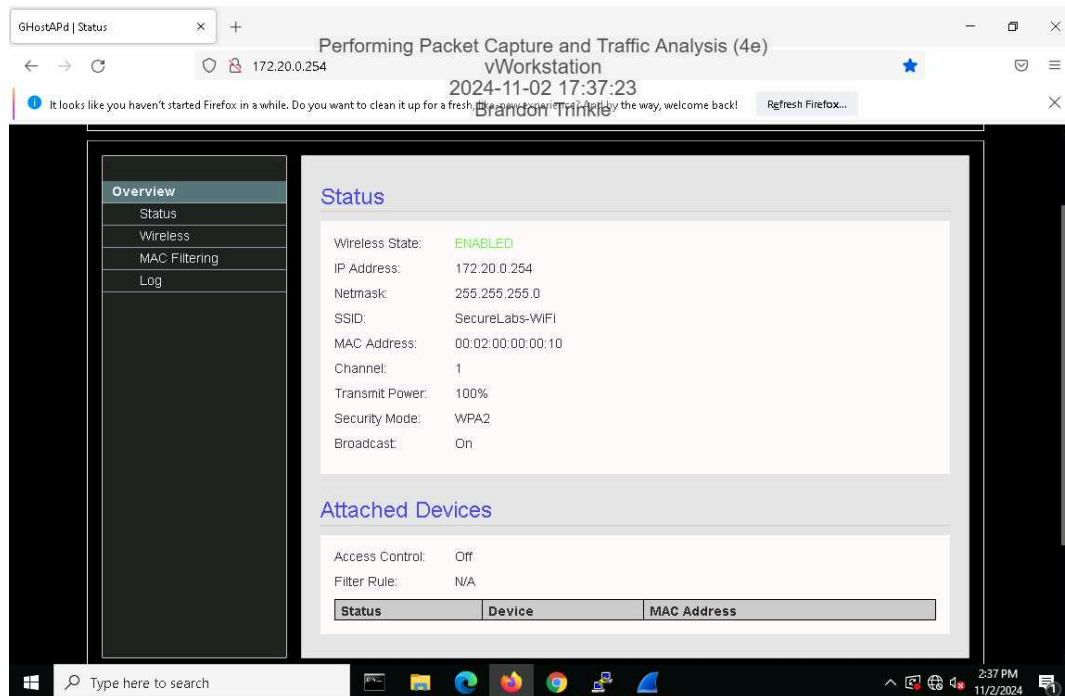 GHostAPd | Status
Performing Packet Capture and Traffic Analysis (4e)
172.20.0.254
vWorkstation
2024-11-02 17:37:23
It looks like you haven't started Firefox in a while. Do you want to clean it up for a fresh, like-new experience? And by the way, welcome back!
Refresh Firefox...
Brandon Trinkle
Overview
Status
Wireless
MAC Filtering
Log
Status
Wireless State: ENABLED
IP Address: 172.20.0.254
Netmask: 255.255.255.0
SSID: SecureLabs-WiFi
MAC Address: 00:02:00:00:00:10
Channel: 1
Transmit Power: 100%
Security Mode: WPA2
Broadcast: On
Attached Devices
Access Control: Off
Filter Rule: N/A
Status Device MAC Address
Type here to search
2:37 PM
11/2/2024
1